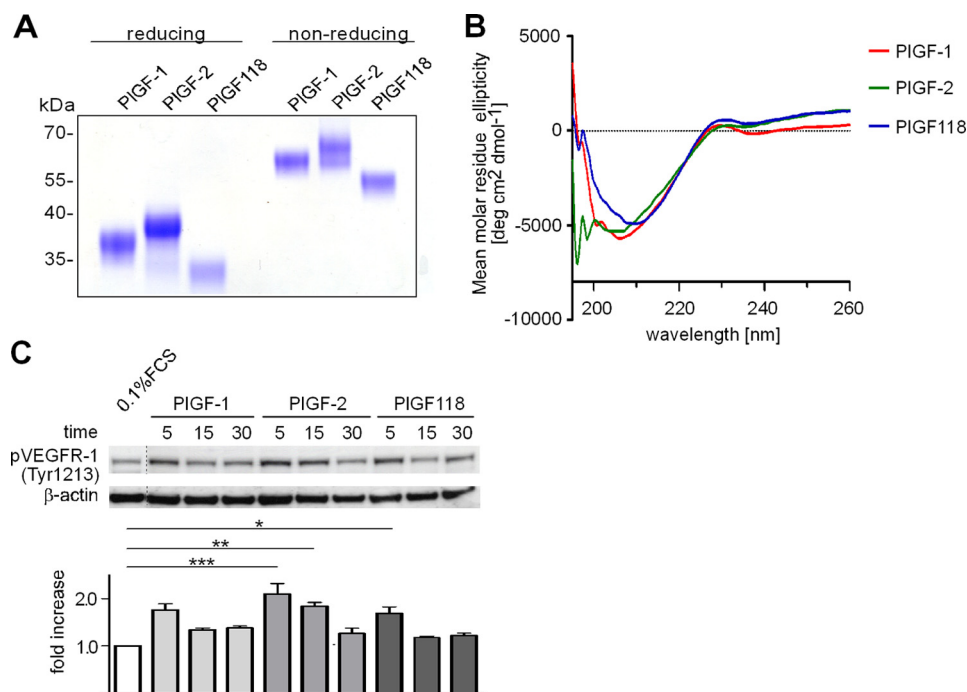 A
reducing
non-reducing
PlGF-1
PlGF-2
PlGF118
PlGF-1
PlGF-2
PlGF118
kDa
70-
55-
40-
35-
B
5000
0
-5000
-10000
Mean molar residue ellipticity
[deg cm2 dmol-1]
200
220
240
260
wavelength [nm]
PlGF-1
PlGF-2
PlGF118
C
0.1%FCS
PlGF-1 PlGF-2 PlGF118
time 5 15 30 5 15 30 5 15 30
pVEGFR-1
(Tyr1213)
β-actin
*
**
***
fold increase
2.0
1.0